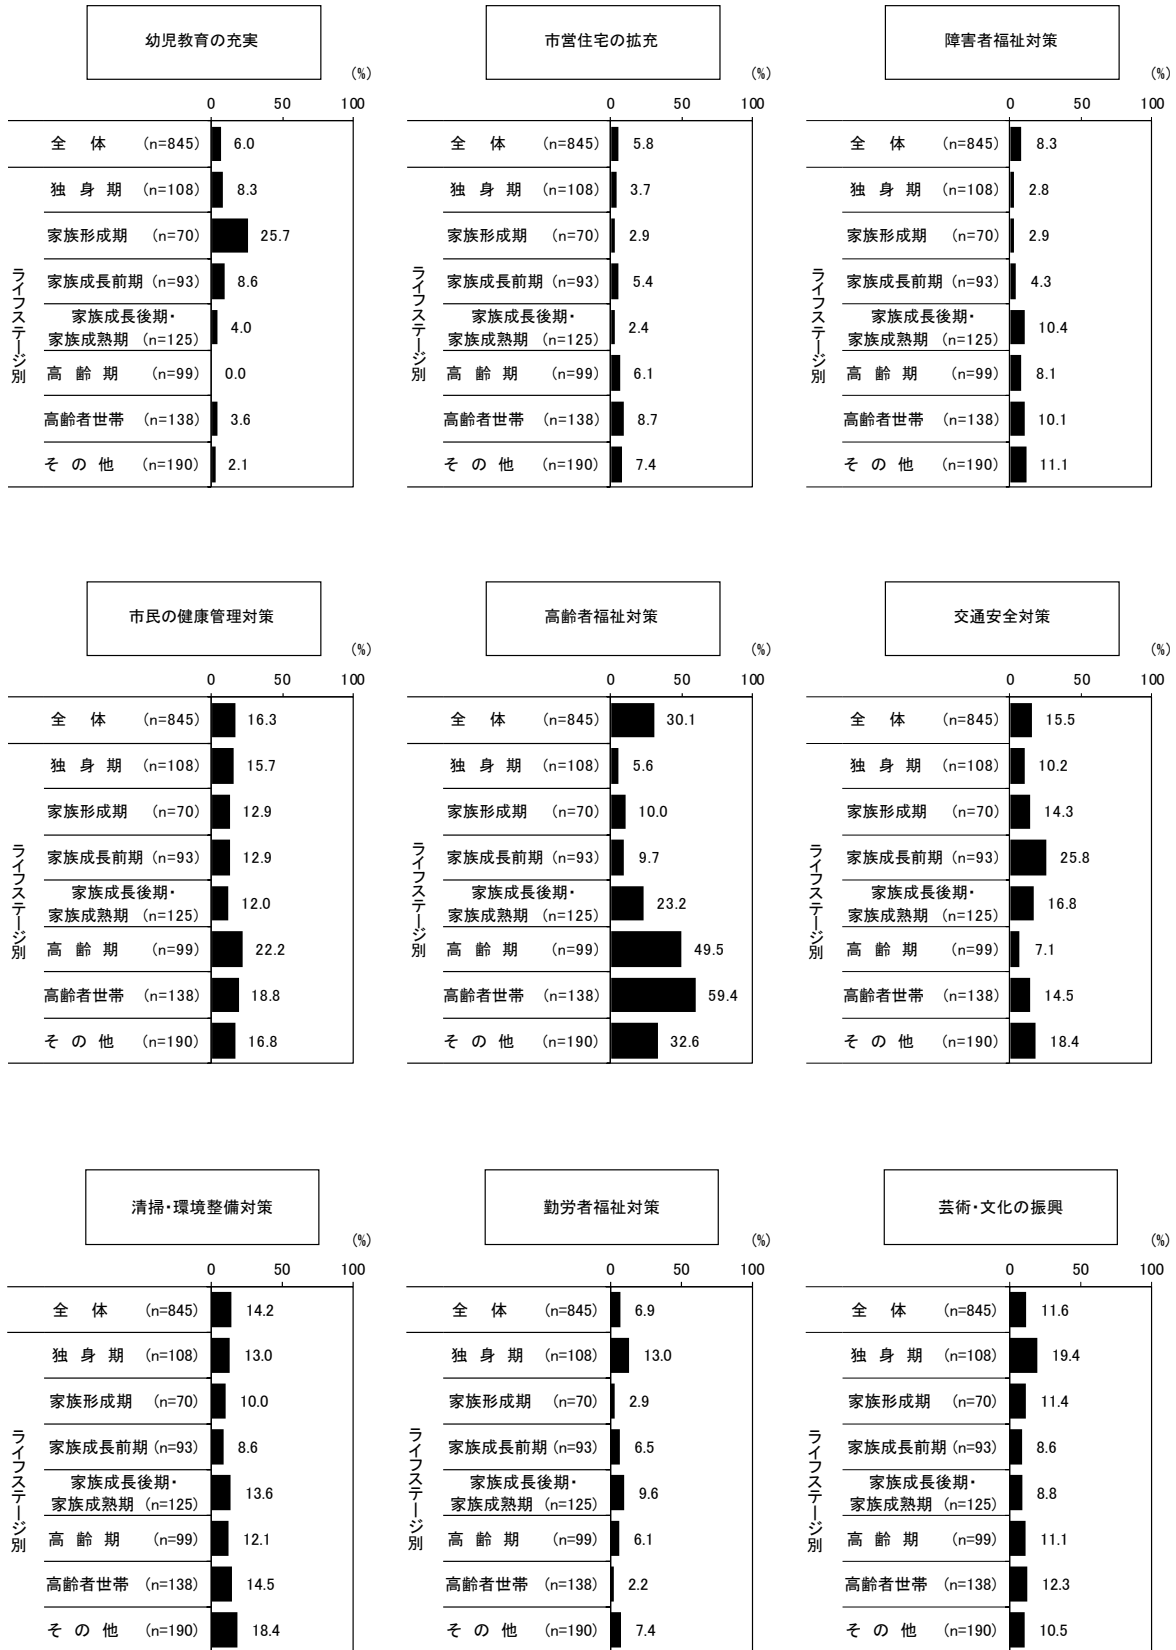 幼児教育の充実
(%)
0 50 100
全 体 (n=845) 6.0
独 身 期 (n=108) 8.3
家族形成期 (n=70) 25.7
家族成長前期 (n=93) 8.6
家族成長後期・
家族成熟期 (n=125) 4.0
高 齢 期 (n=99) 0.0
高齢者世帯 (n=138) 3.6
そ の 他 (n=190) 2.1
ライフステージ別
市営住宅の拡充
(%)
0 50 100
全 体 (n=845) 5.8
独 身 期 (n=108) 3.7
家族形成期 (n=70) 2.9
家族成長前期 (n=93) 5.4
家族成長後期・
家族成熟期 (n=125) 2.4
高 齢 期 (n=99) 6.1
高齢者世帯 (n=138) 8.7
そ の 他 (n=190) 7.4
ライフステージ別
障害者福祉対策
(%)
0 50 100
全 体 (n=845) 8.3
独 身 期 (n=108) 2.8
家族形成期 (n=70) 2.9
家族成長前期 (n=93) 4.3
家族成長後期・
家族成熟期 (n=125) 10.4
高 齢 期 (n=99) 8.1
高齢者世帯 (n=138) 10.1
そ の 他 (n=190) 11.1
ライフステージ別
市民の健康管理対策
(%)
0 50 100
全 体 (n=845) 16.3
独 身 期 (n=108) 15.7
家族形成期 (n=70) 12.9
家族成長前期 (n=93) 12.9
家族成長後期・
家族成熟期 (n=125) 12.0
高 齢 期 (n=99) 22.2
高齢者世帯 (n=138) 18.8
そ の 他 (n=190) 16.8
ライフステージ別
高齢者福祉対策
(%)
0 50 100
全 体 (n=845) 30.1
独 身 期 (n=108) 5.6
家族形成期 (n=70) 10.0
家族成長前期 (n=93) 9.7
家族成長後期・
家族成熟期 (n=125) 23.2
高 齢 期 (n=99) 49.5
高齢者世帯 (n=138) 59.4
そ の 他 (n=190) 32.6
ライフステージ別
交通安全対策
(%)
0 50 100
全 体 (n=845) 15.5
独 身 期 (n=108) 10.2
家族形成期 (n=70) 14.3
家族成長前期 (n=93) 25.8
家族成長後期・
家族成熟期 (n=125) 16.8
高 齢 期 (n=99) 7.1
高齢者世帯 (n=138) 14.5
そ の 他 (n=190) 18.4
ライフステージ別
清掃・環境整備対策
(%)
0 50 100
全 体 (n=845) 14.2
独 身 期 (n=108) 13.0
家族形成期 (n=70) 10.0
家族成長前期 (n=93) 8.6
家族成長後期・
家族成熟期 (n=125) 13.6
高 齢 期 (n=99) 12.1
高齢者世帯 (n=138) 14.5
そ の 他 (n=190) 18.4
ライフステージ別
勤労者福祉対策
(%)
0 50 100
全 体 (n=845) 6.9
独 身 期 (n=108) 13.0
家族形成期 (n=70) 2.9
家族成長前期 (n=93) 6.5
家族成長後期・
家族成熟期 (n=125) 9.6
高 齢 期 (n=99) 6.1
高齢者世帯 (n=138) 2.2
そ の 他 (n=190) 7.4
ライフステージ別
芸術・文化の振興
(%)
0 50 100
全 体 (n=845) 11.6
独 身 期 (n=108) 19.4
家族形成期 (n=70) 11.4
家族成長前期 (n=93) 8.6
家族成長後期・
家族成熟期 (n=125) 8.8
高 齢 期 (n=99) 11.1
高齢者世帯 (n=138) 12.3
そ の 他 (n=190) 10.5
ライフステージ別